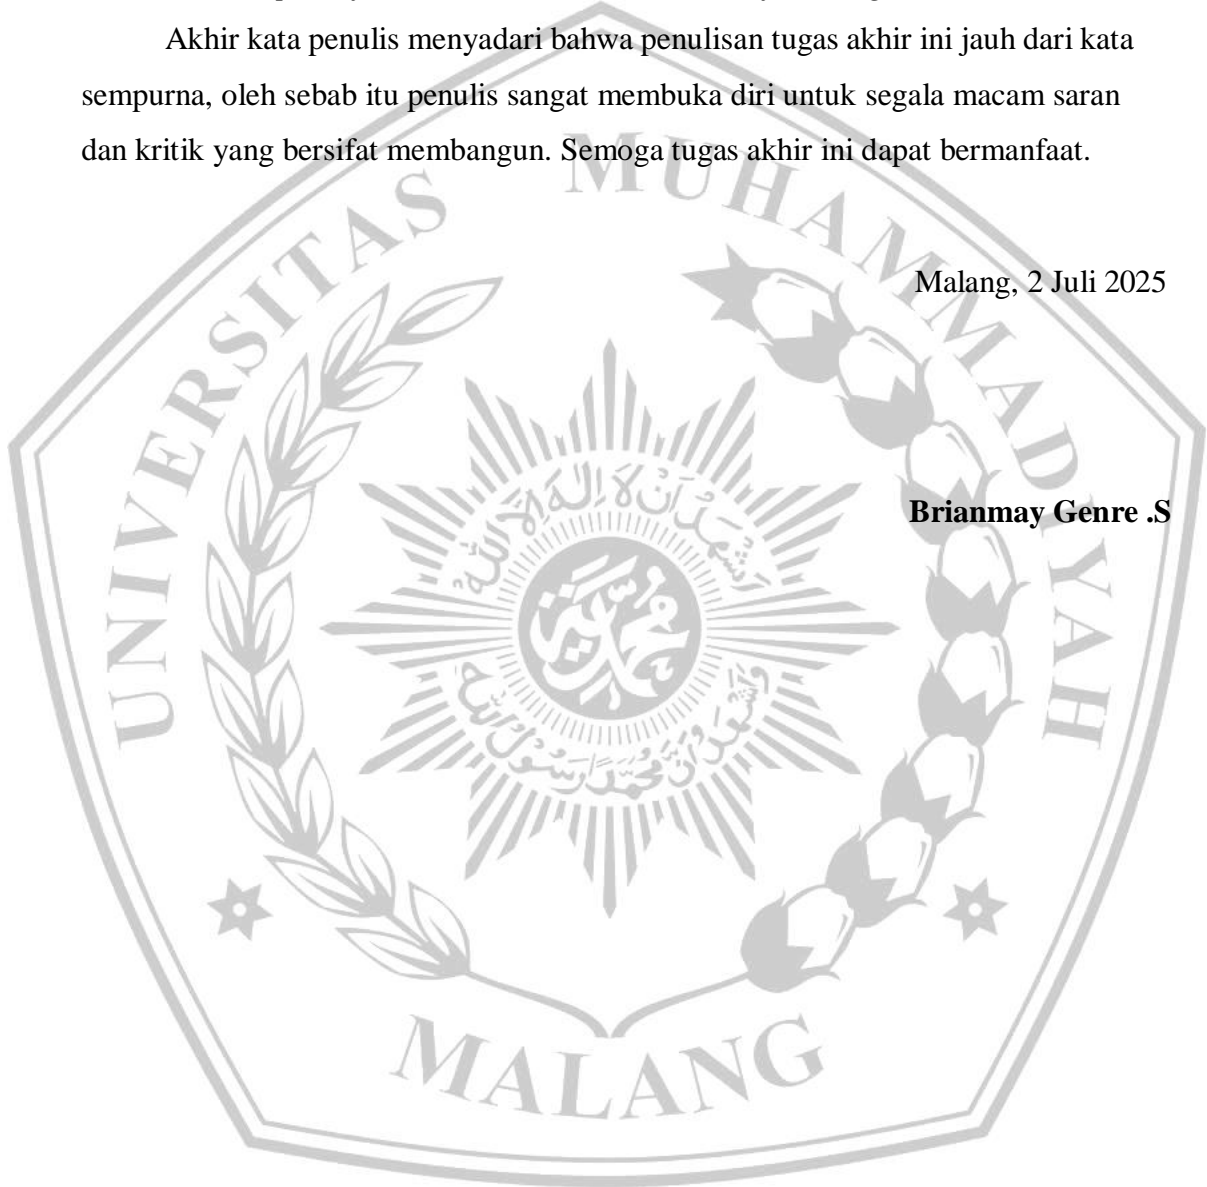 Akhir kata penulis menyadari bahwa penulisan tugas akhir ini jauh dari kata
sempurna, oleh sebab itu penulis sangat membuka diri untuk segala macam saran
dan kritik yang bersifat membangun. Semoga tugas akhir ini dapat bermanfaat.
UNIVERSITAS MUHAMMADIYAH
Malang, 2 Juli 2025
Brianmay Genre .S
MALANG